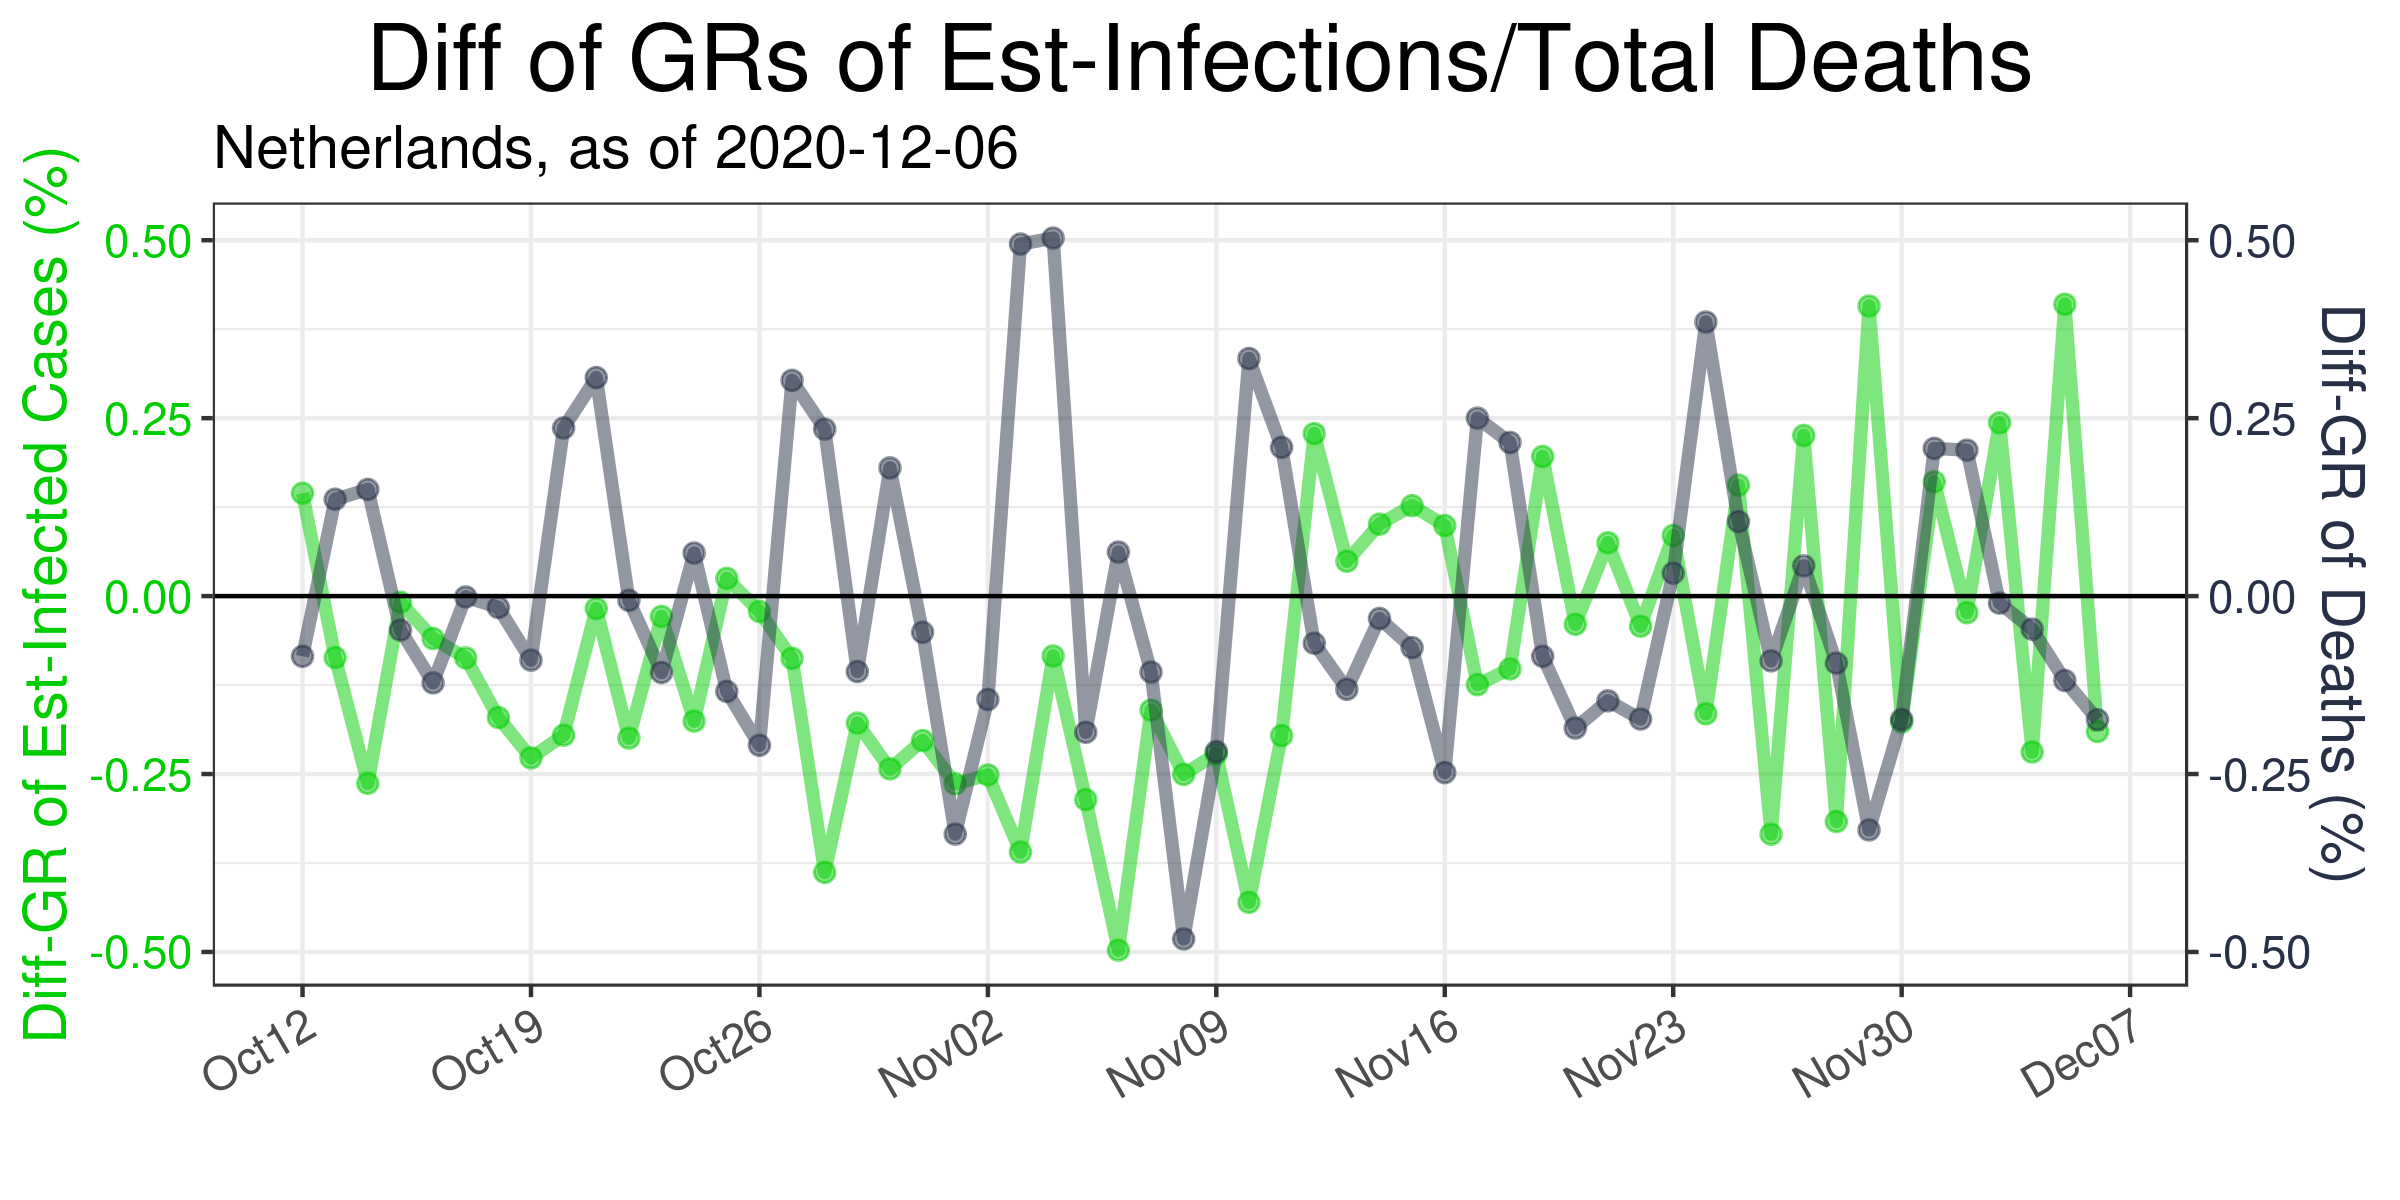 Diff of GRs of Est-Infections/Total Deaths
Netherlands, as of 2020-12-06
Diff-GR of Est-Infected Cases (%)
0.50
0.25
0.00
-0.25
-0.50
0.50
0.25
0.00
-0.25
-0.50
Diff-GR of Deaths (%)
Oct12
Oct19
Oct26
Nov02
Nov09
Nov16
Nov23
Nov30
Dec07